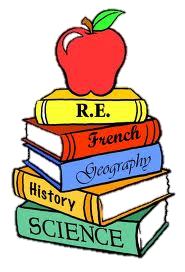 R.E.
French
Geography
History
SCIENCE